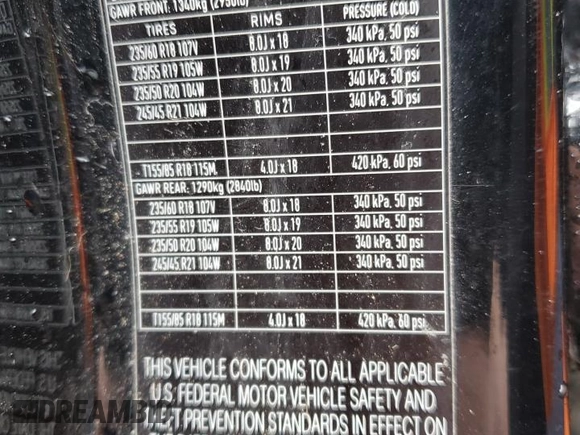 GAWR FRONT: 1340kg (2950lb)
TIRES RIMS PRESSURE (COLD)
235/60 R18 107V 8.0J x 18 340 kPa, 50 psi
235/55 R19 105W 8.0J x 19 340 kPa, 50 psi
235/50 R20 104W 8.0J x 20 340 kPa, 50 psi
245/45 R21 104W 8.0J x 21 340 kPa, 50 psi
T155/85 R18 115M 4.0J x 18 420 kPa, 60 psi
GAWR REAR: 1290kg (2840lb)
235/60 R18 107V 8.0J x 18 340 kPa, 50 psi
235/55 R19 105W 8.0J x 19 340 kPa, 50 psi
235/50 R20 104W 8.0J x 20 340 kPa, 50 psi
245/45 R21 104W 8.0J x 21 340 kPa, 50 psi
T155/85 R18 115M 4.0J x 18 420 kPa, 60 psi
THIS VEHICLE CONFORMS TO ALL APPLICABLE
U.S. FEDERAL MOTOR VEHICLE SAFETY AND
PREVENTION STANDARDS IN EFFECT ON
DREAMBID